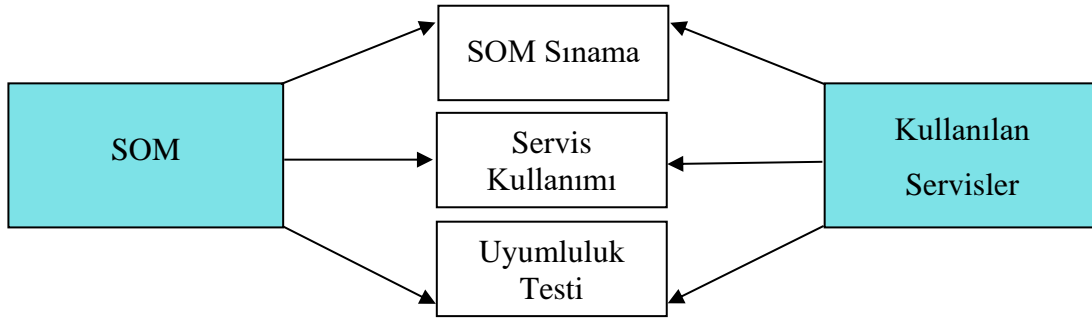 SOM
SOM Sınama
Servis
Kullanımı
Uyumluluk
Testi
Kullanılan
Servisler